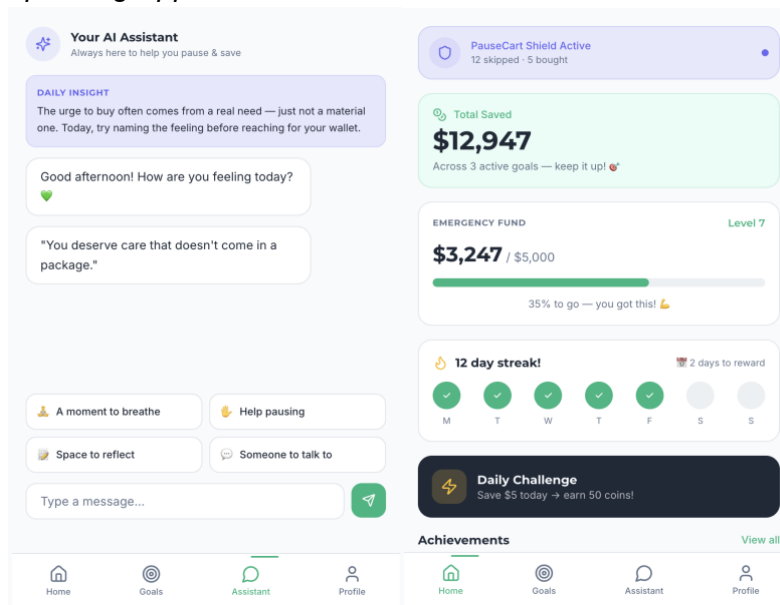 Your AI Assistant
Always here to help you pause & save
DAILY INSIGHT
The urge to buy often comes from a real need — just not a material
one. Today, try naming the feeling before reaching for your wallet.
Good afternoon! How are you feeling today?
💚
"You deserve care that doesn't come in a
package."
🧘 A moment to breathe
✋ Help pausing
📝 Space to reflect
💬 Someone to talk to
Type a message...
Home
Goals
Assistant
Profile
PauseCart Shield Active
12 skipped · 5 bought
Total Saved
$12,947
Across 3 active goals — keep it up! 🎯
EMERGENCY FUND
Level 7
$3,247 / $5,000
35% to go — you got this! 💪
12 day streak!
📅 2 days to reward
M T W T F S S
Daily Challenge
Save $5 today → earn 50 coins!
Achievements
View all
Home
Goals
Assistant
Profile